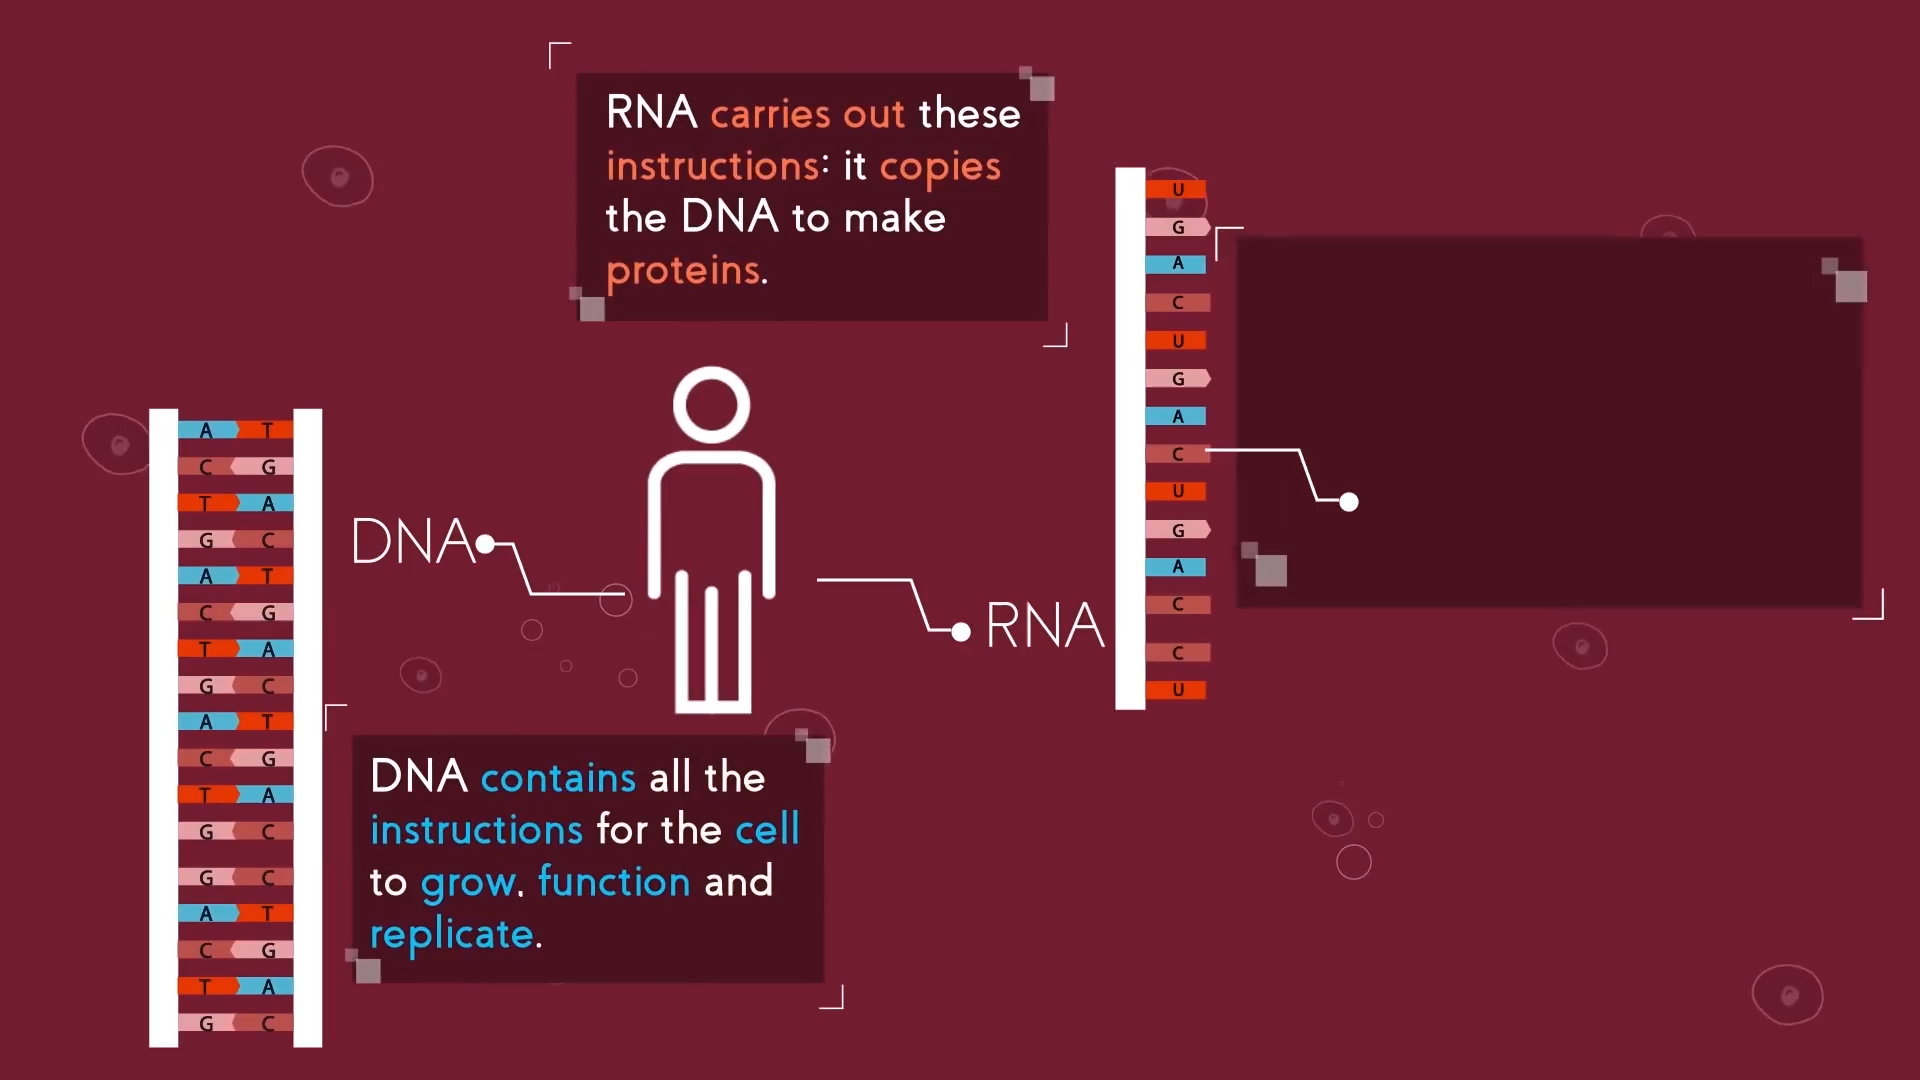 RNA carries out these
instructions: it copies
the DNA to make
proteins.
U
G
A
C
U
G
A
C
U
G
A
C
C
U
A T
C G
T A
G C
A T
C G
T A
G C
A T
C G
T A
G C
G C
A T
C G
T A
G C
DNA
RNA
DNA contains all the
instructions for the cell
to grow, function and
replicate.